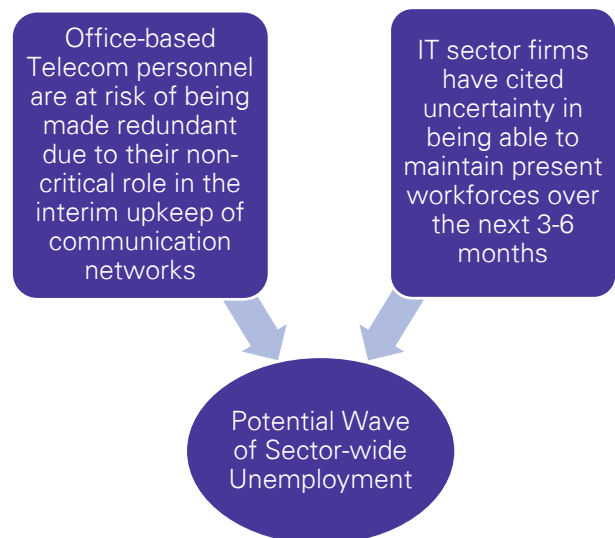 Office-based
Telecom personnel
are at risk of being
made redundant
due to their non-
critical role in the
interim upkeep of
communication
networks
IT sector firms
have cited
uncertainty in
being able to
maintain present
workforces over
the next 3-6
months
Potential Wave
of Sector-wide
Unemployment